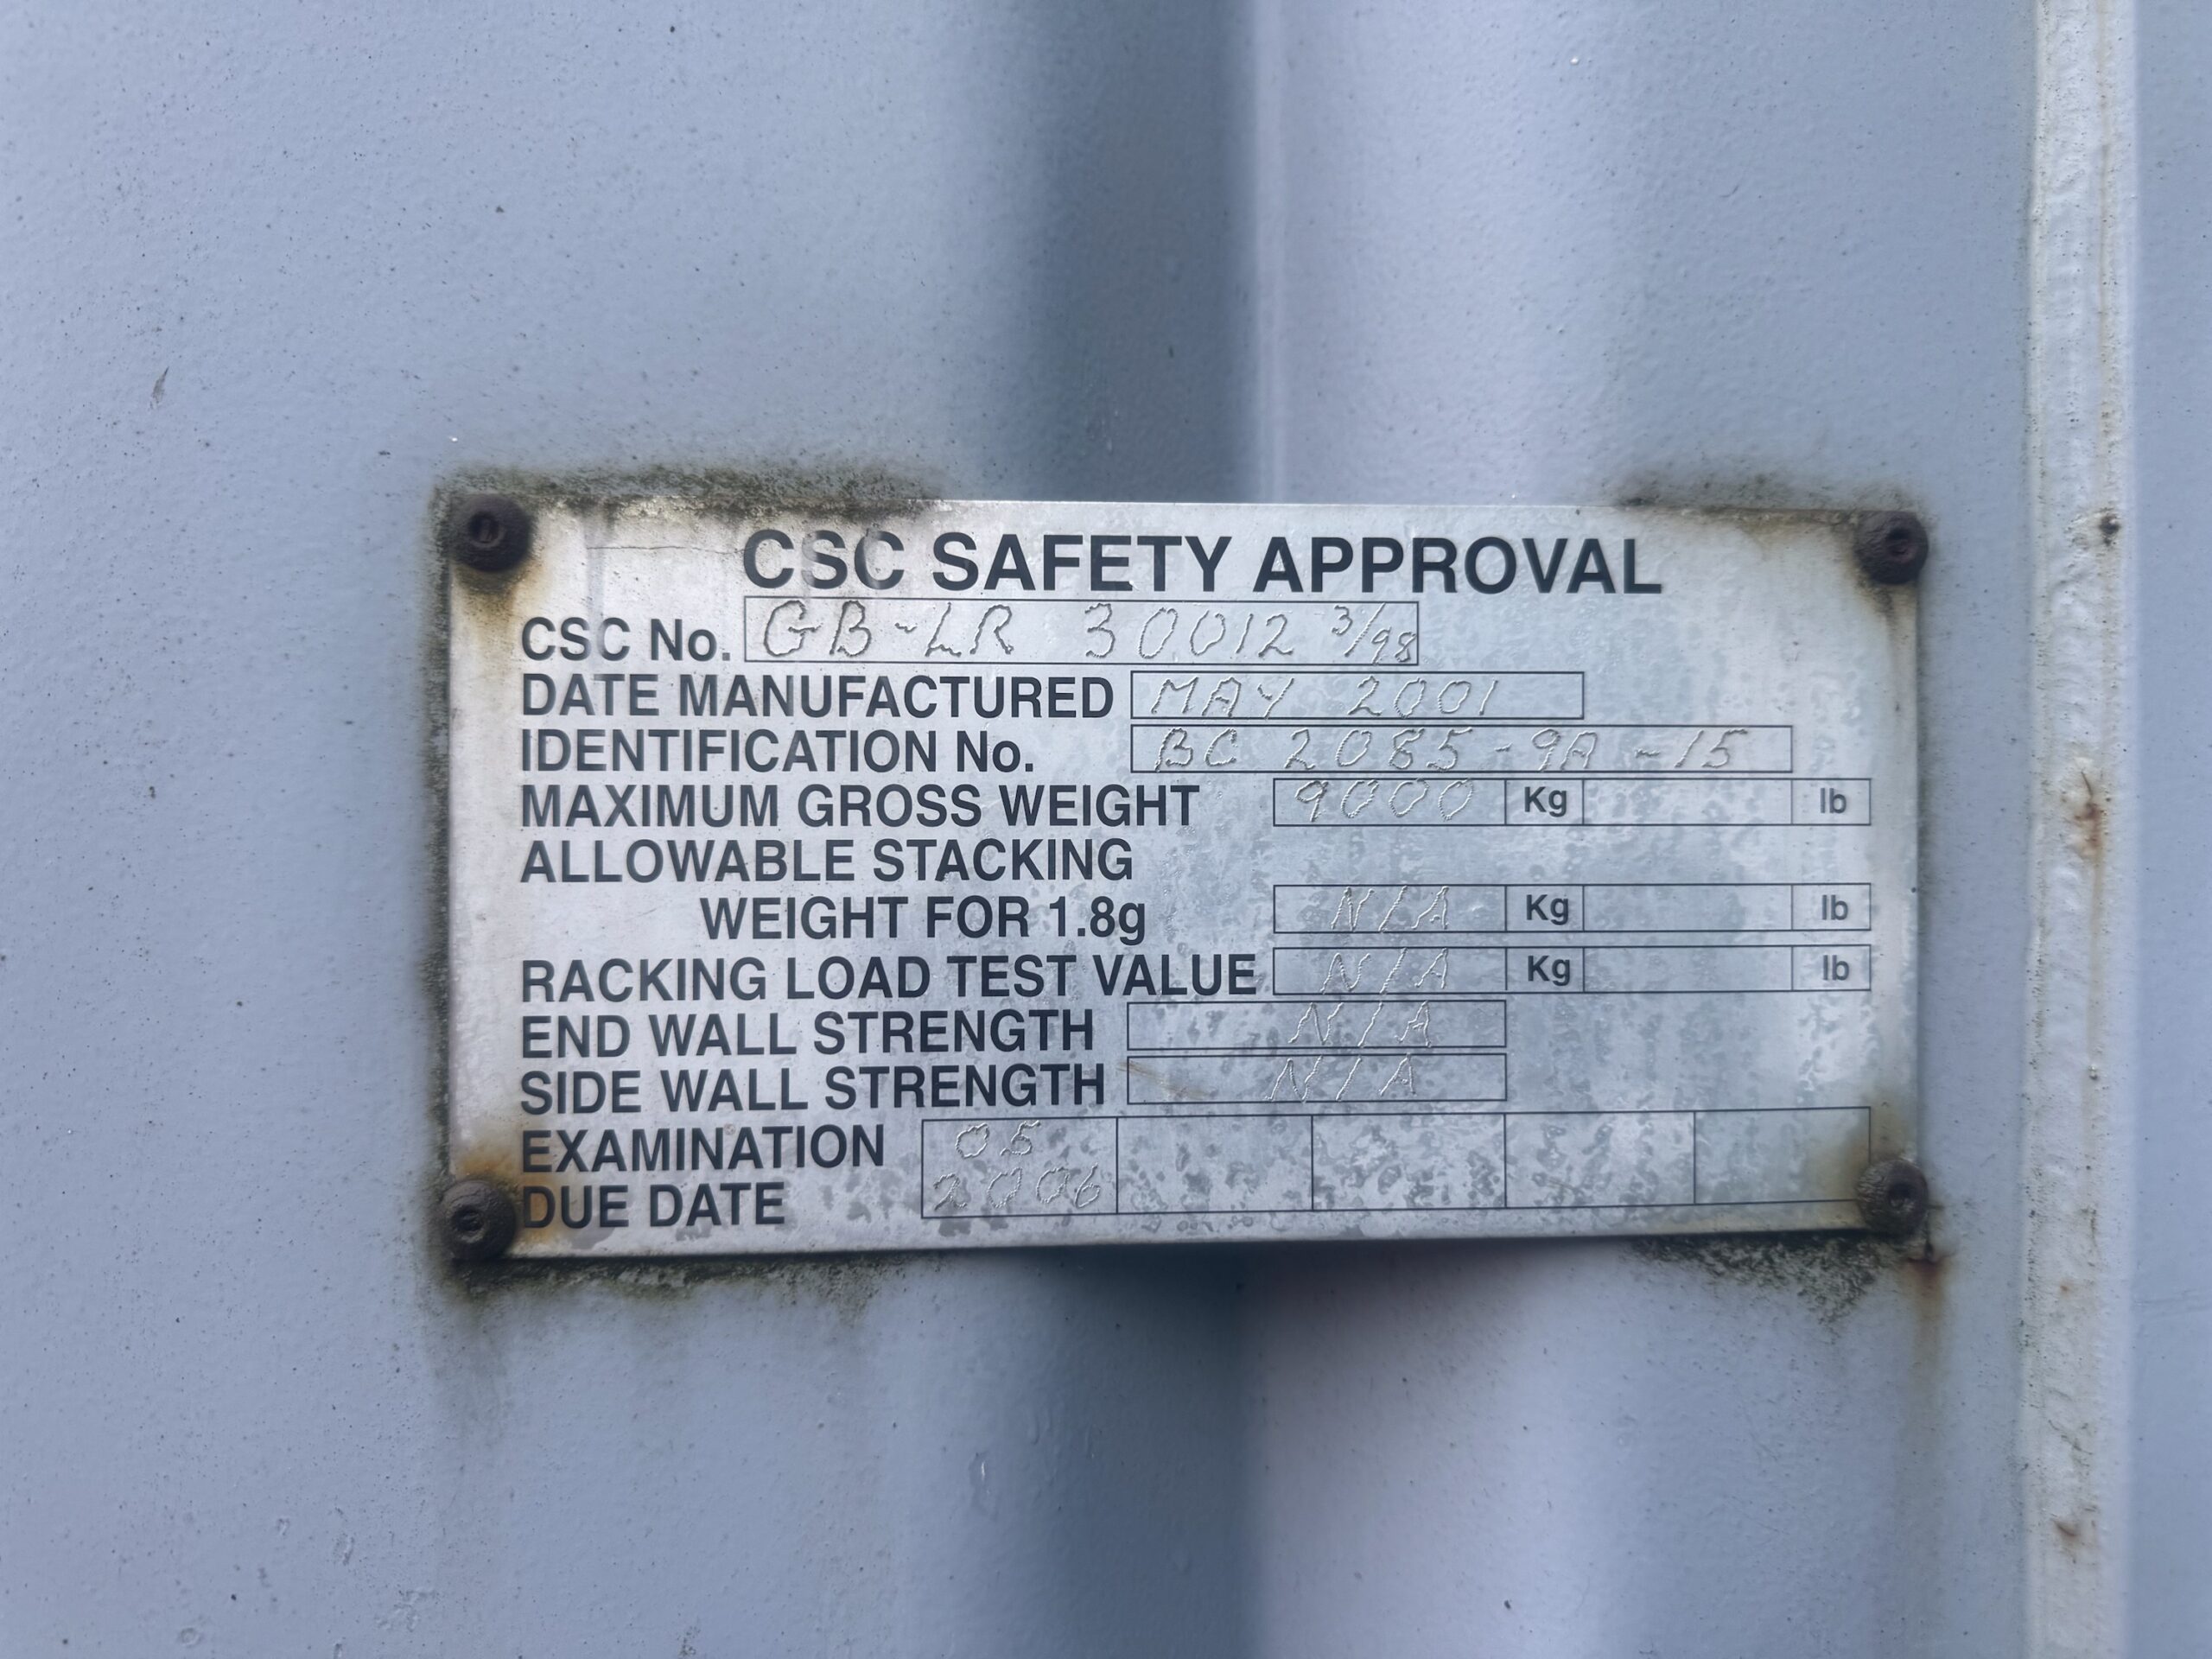 CSC SAFETY APPROVAL
CSC No. GB-LR 30012 3/98
DATE MANUFACTURED MAY 2001
IDENTIFICATION No. BC 2085-9A-15
MAXIMUM GROSS WEIGHT 9000 Kg lb
ALLOWABLE STACKING
WEIGHT FOR 1.8g N/A Kg lb
RACKING LOAD TEST VALUE N/A Kg lb
END WALL STRENGTH N/A
SIDE WALL STRENGTH N/A
EXAMINATION 05
DUE DATE 2006